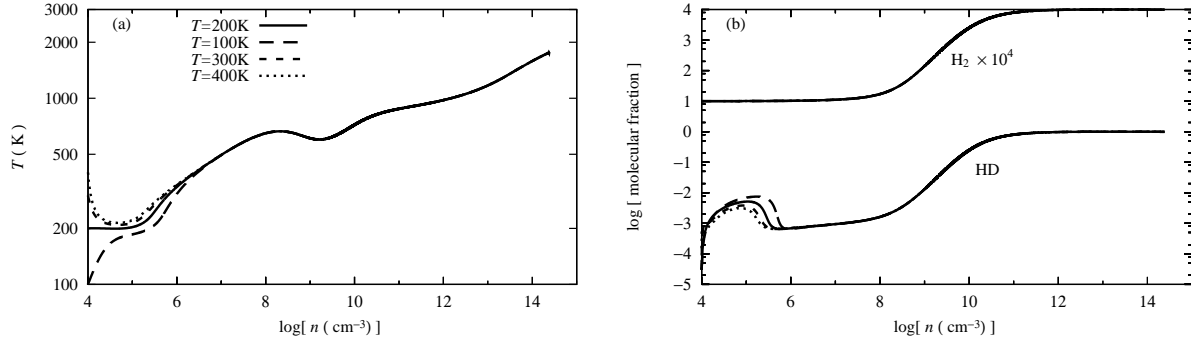 (a)
T=200K
T=100K
T=300K
T=400K
3000
2000
1000
500
200
100
T ( K )
4 6 8 10 12 14
log[ n ( cm⁻³ ) ]
(b)
H₂ × 10⁴
HD
4
3
2
1
0
−1
−2
−3
−4
−5
log[ molecular fraction ]
4 6 8 10 12 14
log[ n ( cm⁻³ ) ]